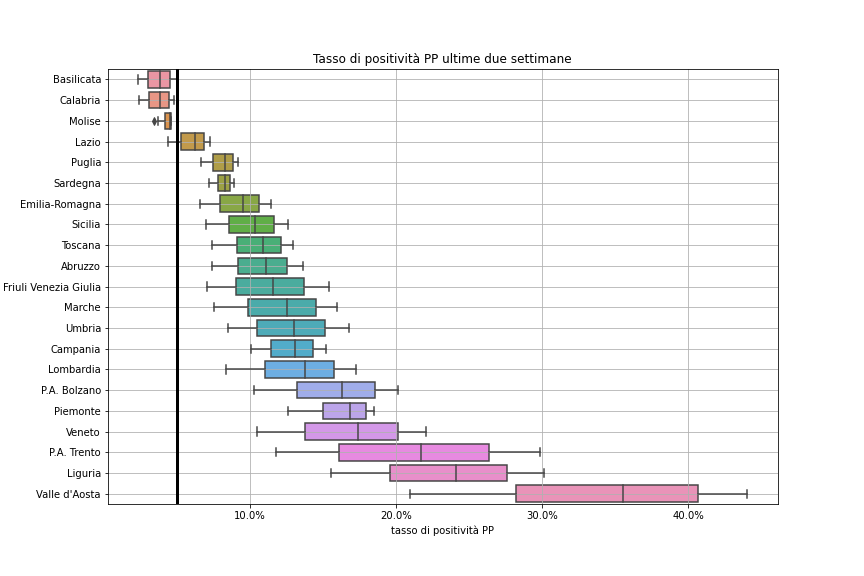 Tasso di positività PP ultime due settimane
Basilicata
Calabria
Molise
Lazio
Puglia
Sardegna
Emilia-Romagna
Sicilia
Toscana
Abruzzo
Friuli Venezia Giulia
Marche
Umbria
Campania
Lombardia
P.A. Bolzano
Piemonte
Veneto
P.A. Trento
Liguria
Valle d'Aosta
10.0% 20.0% 30.0% 40.0%
tasso di positività PP